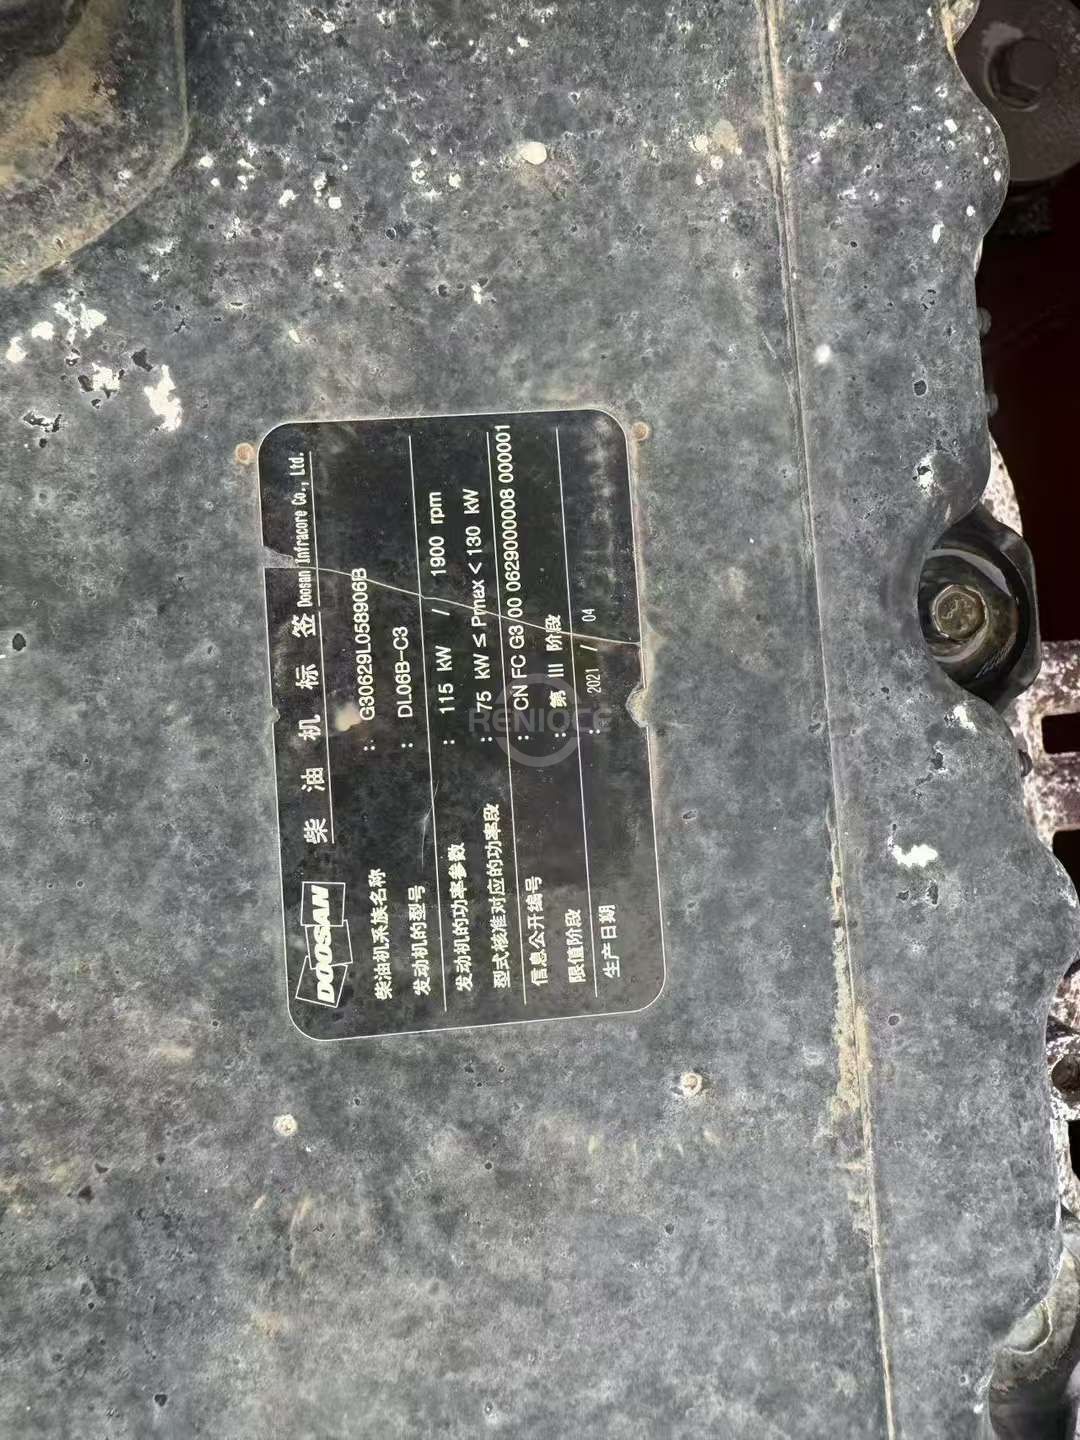 DOOSAN 柴油机标签 Doosan Infracore Co., Ltd.
柴油机系族名称 : G30629L058906B
发动机的型号 : DL06B-C3
发动机的功率参数 : 115 kW / 1900 rpm
型式核准对应的功率段 : 75 kW ≤ Pmax < 130 kW
信息公开编号 : CN FC G3 00 0629000008 000001
限值阶段 : 第 III 阶段
生产日期 : 2021 / 04
RENIOCE